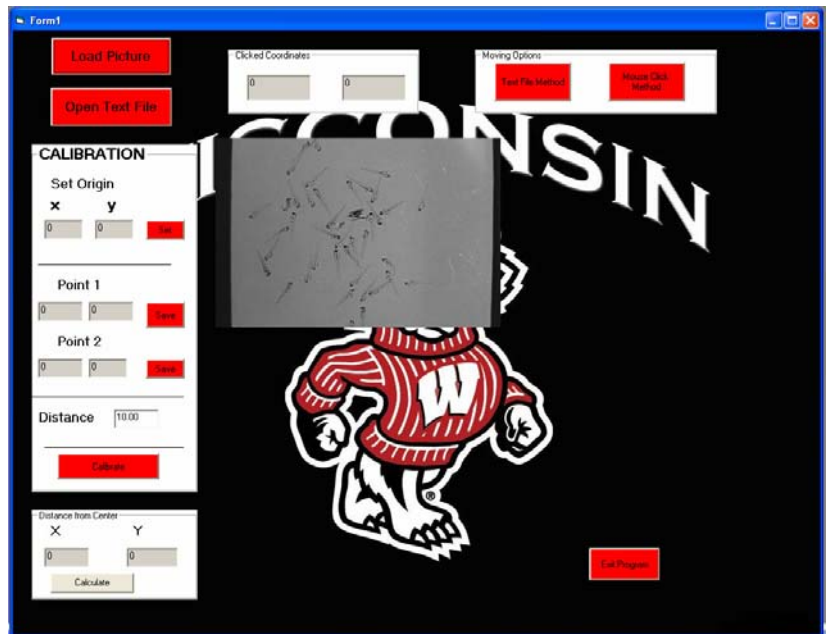 Form1
Load Picture
Open Text File
Clicked Coordinates
0 0
Moving Options
Text File Method
Mouse Click
Method
WISCONSIN
CALIBRATION
Set Origin
x y
0 0 Set
Point 1
0 0 Save
Point 2
0 0 Save
Distance 10.00
Calibrate
Distance from Center
X Y
0 0
Calculate
W
®
Exit Program